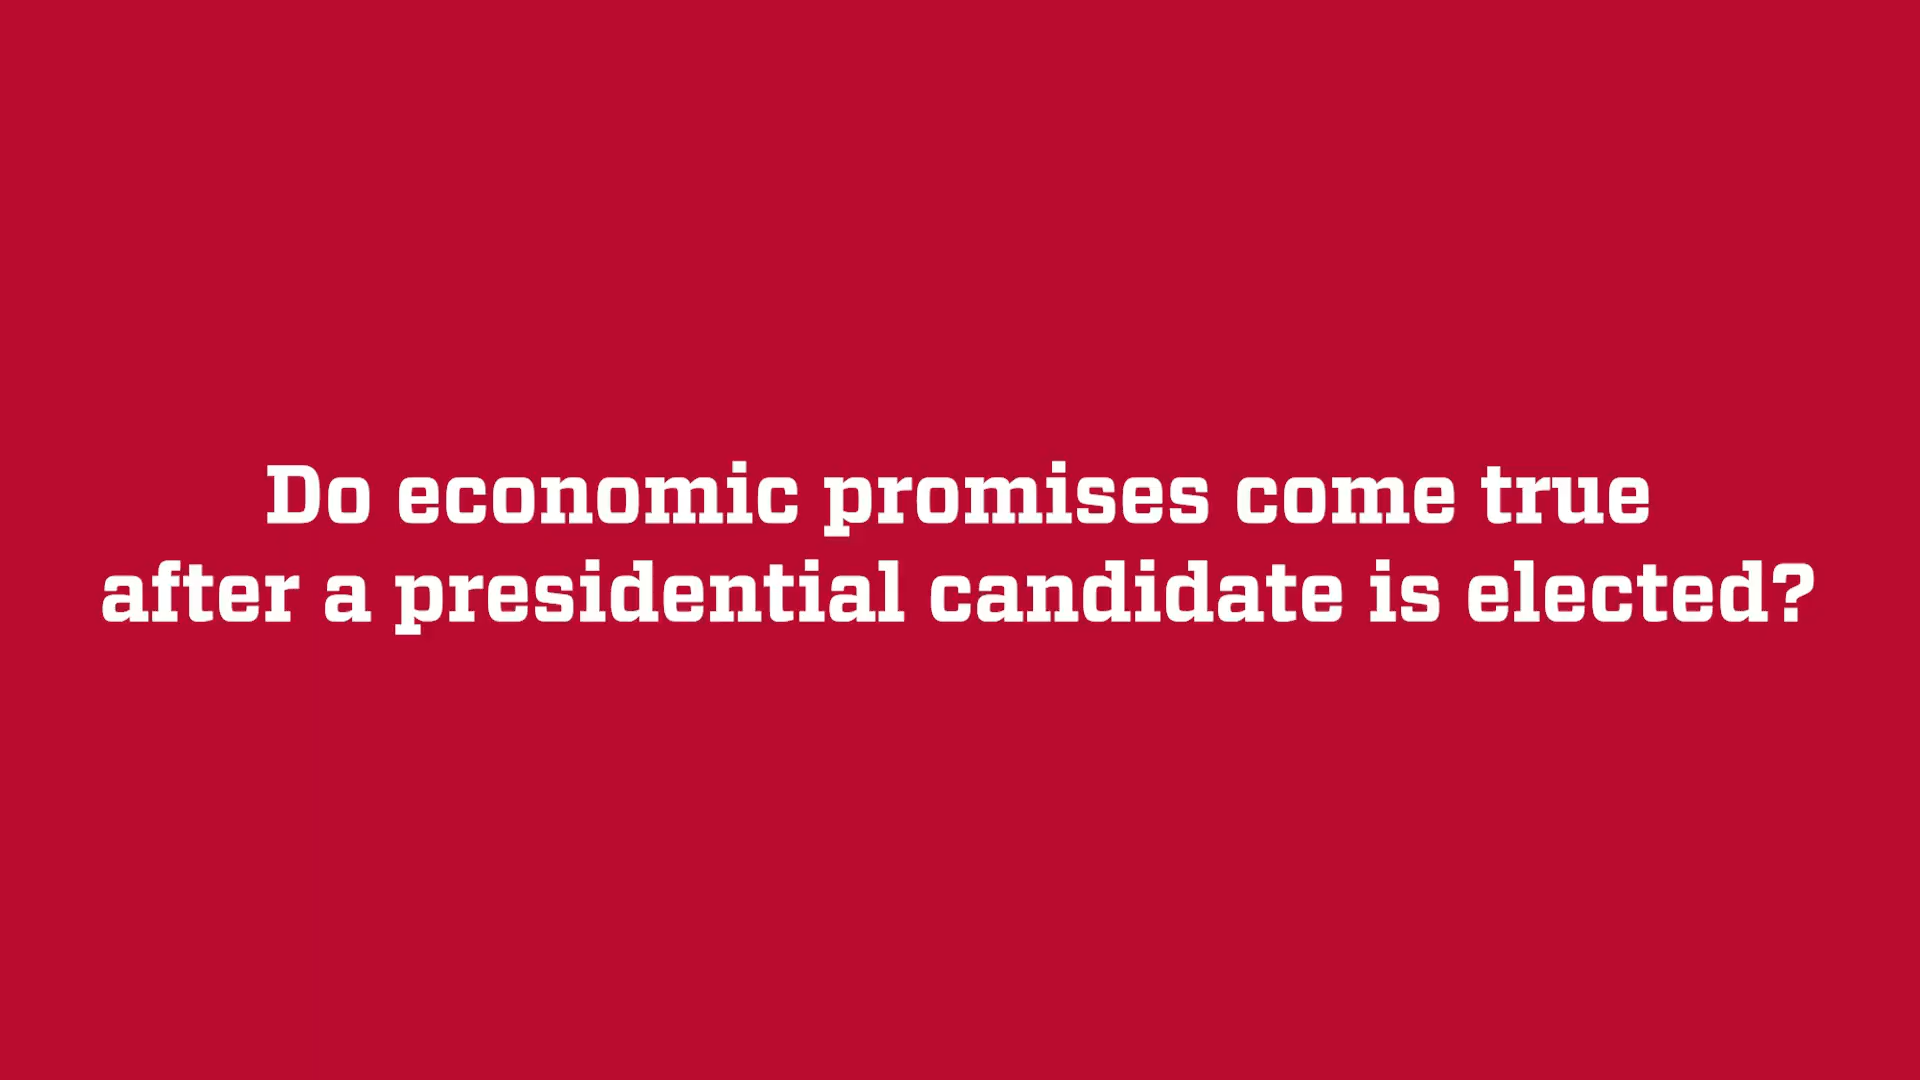 Do economic promises come true
after a presidential candidate is elected?